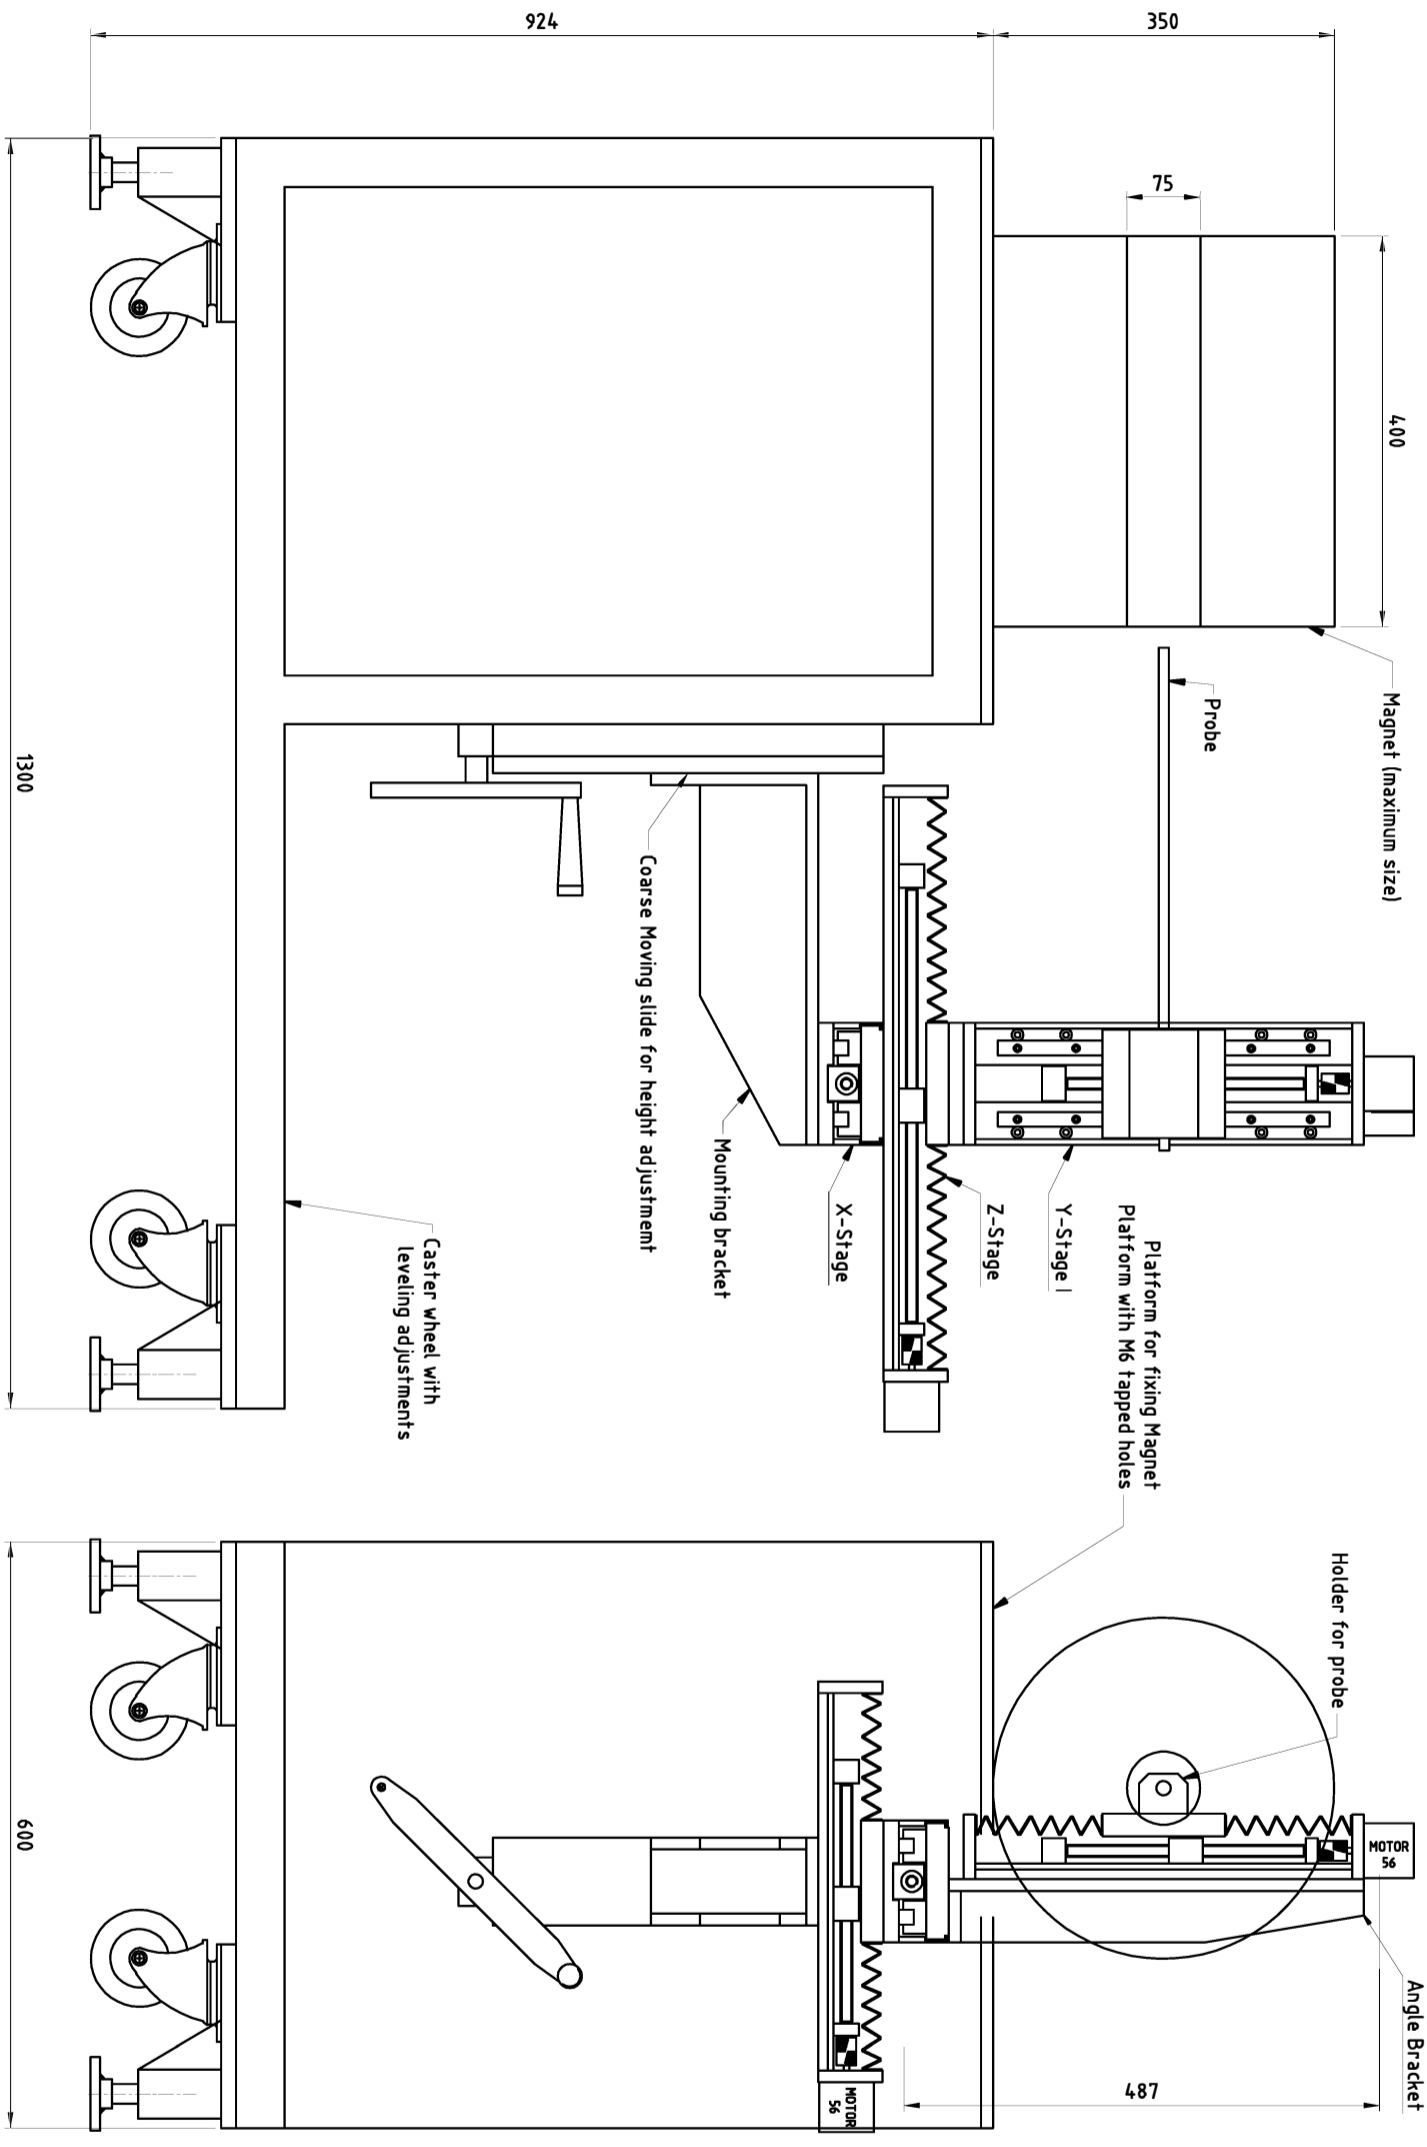 924
350
75
400
Magnet (maximum size)
Probe
1300
Coarse Moving slide for height adjustmemt
Mounting bracket
X-Stage
Z-Stage
Y-Stage |
Caster wheel with
leveling adjustments
Platform for fixing Magnet
Platform with M6 tapped holes
Holder for probe
MOTOR
56
Angle Bracket
487
MOTOR
56
600